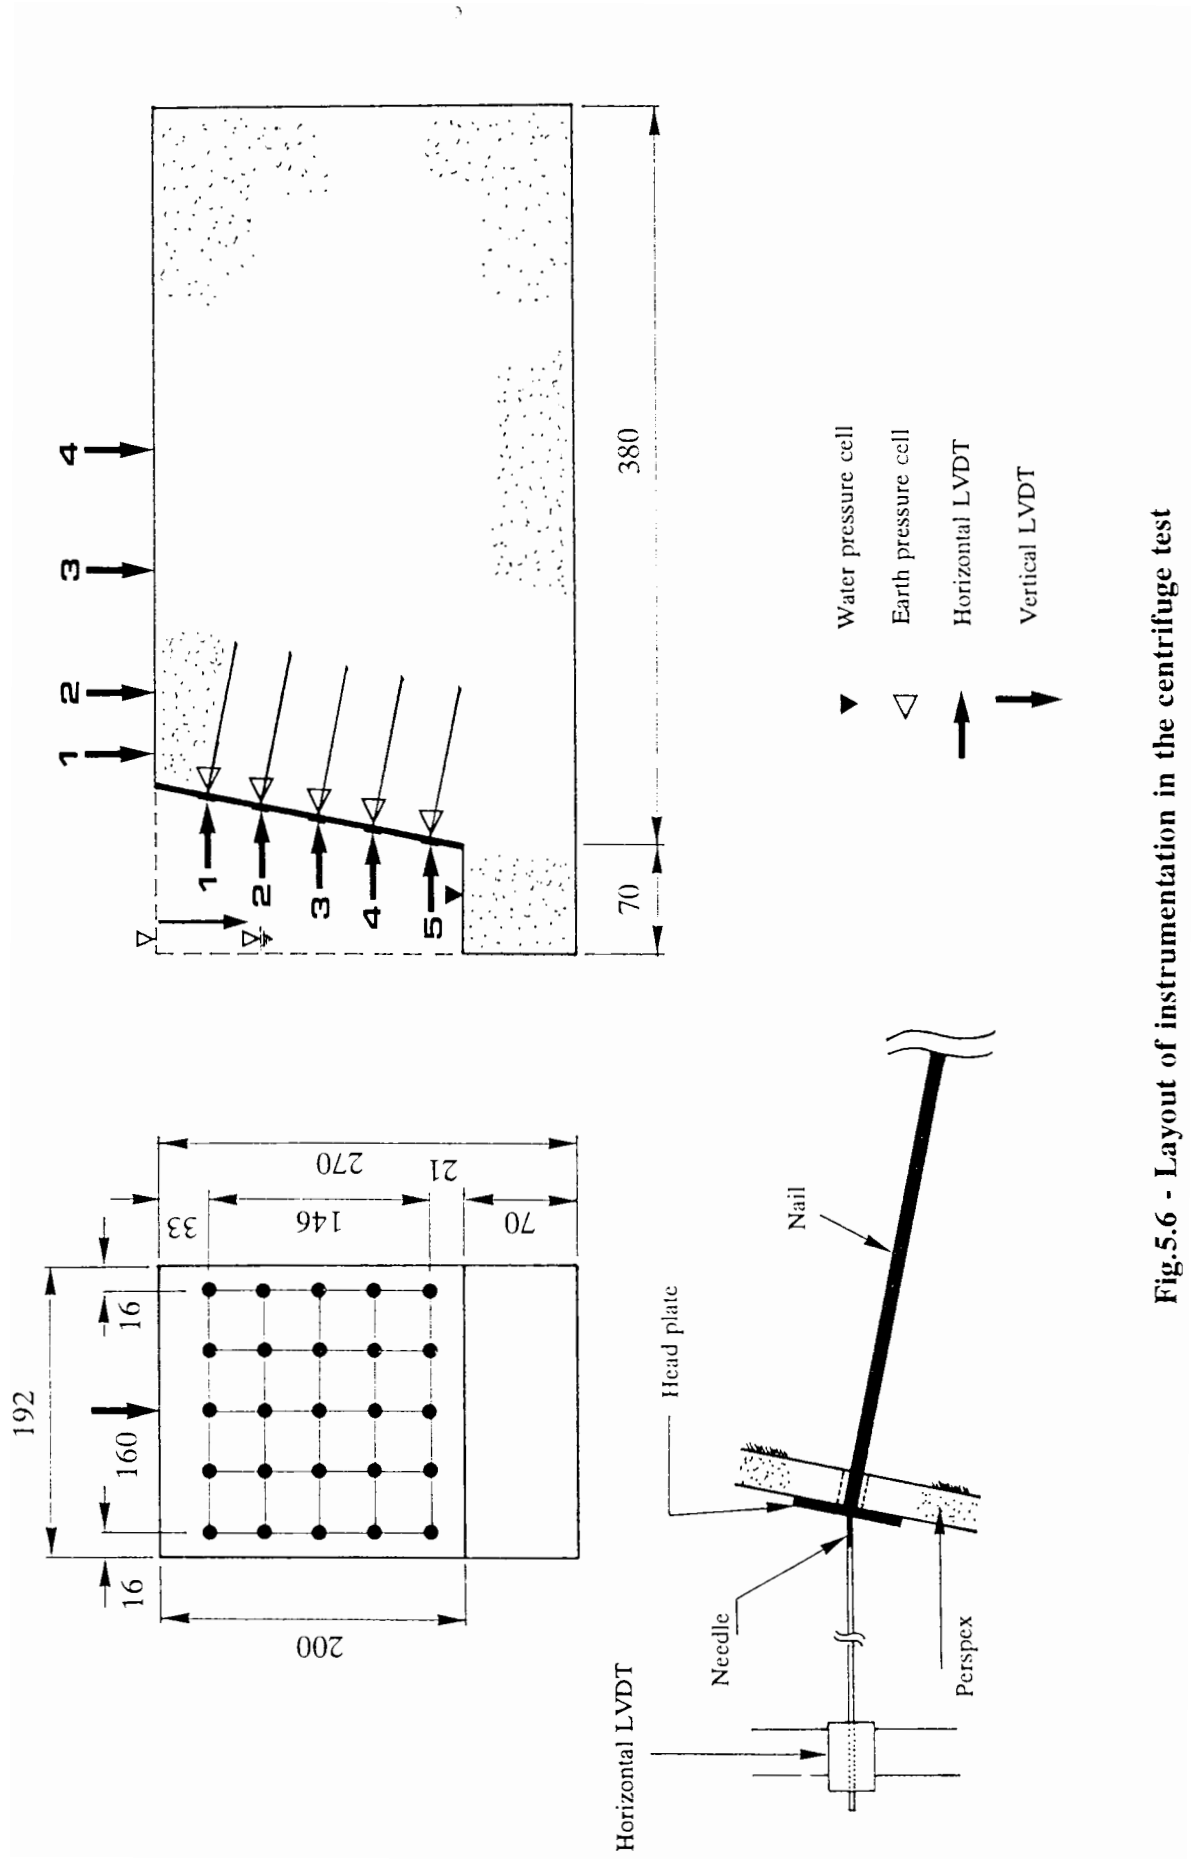 192
16
160
16
200
33
146
21
270
70
1
2
3
4
1
2
3
4
5
70
380
Horizontal LVDT
Needle
Head plate
Nail
Perspex
Water pressure cell
Earth pressure cell
Horizontal LVDT
Vertical LVDT
Fig.5.6 - Layout of instrumentation in the centrifuge test